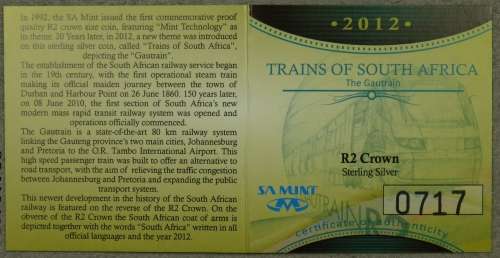 In 1992, the SA Mint issued the first commemorative proof
quality R2 crown size coin, featuring "Mint Technology" as
its theme. 20 Years later, in 2012, a new theme was introduced
on this sterling silver coin, called "Trains of South Africa",
depicting the "Gautrain".
The establishment of the South African railway service began
in the 19th century, with the first operational steam train
making its official maiden journey between the town of
Durban and Harbour Point on 26 June 1860. 150 years later,
on 08 June 2010, the first section of South Africa's new
modern mass rapid transit railway system was opened and
operations officially commenced.
The Gautrain is a state-of-the-art 80 km railway system
linking the Gauteng province's two main cities, Johannesburg
and Pretoria to the O.R. Tambo International Airport. This
high speed passenger train was built to offer an alternative to
road transport, with the aim of relieving the traffic congestion
between Johannesburg and Pretoria and expanding the public
transport system.
This newest development in the history of the South African
railway is featured on the reverse of the R2 Crown. On the
obverse of the R2 Crown the South African coat of arms is
depicted together with the words "South Africa" written in all
official languages and the year 2012.
•2012•
TRAINS OF SOUTH AFRICA
The Gautrain
R2 Crown
Sterling Silver
SA MINT
0717
certificate of authenticity